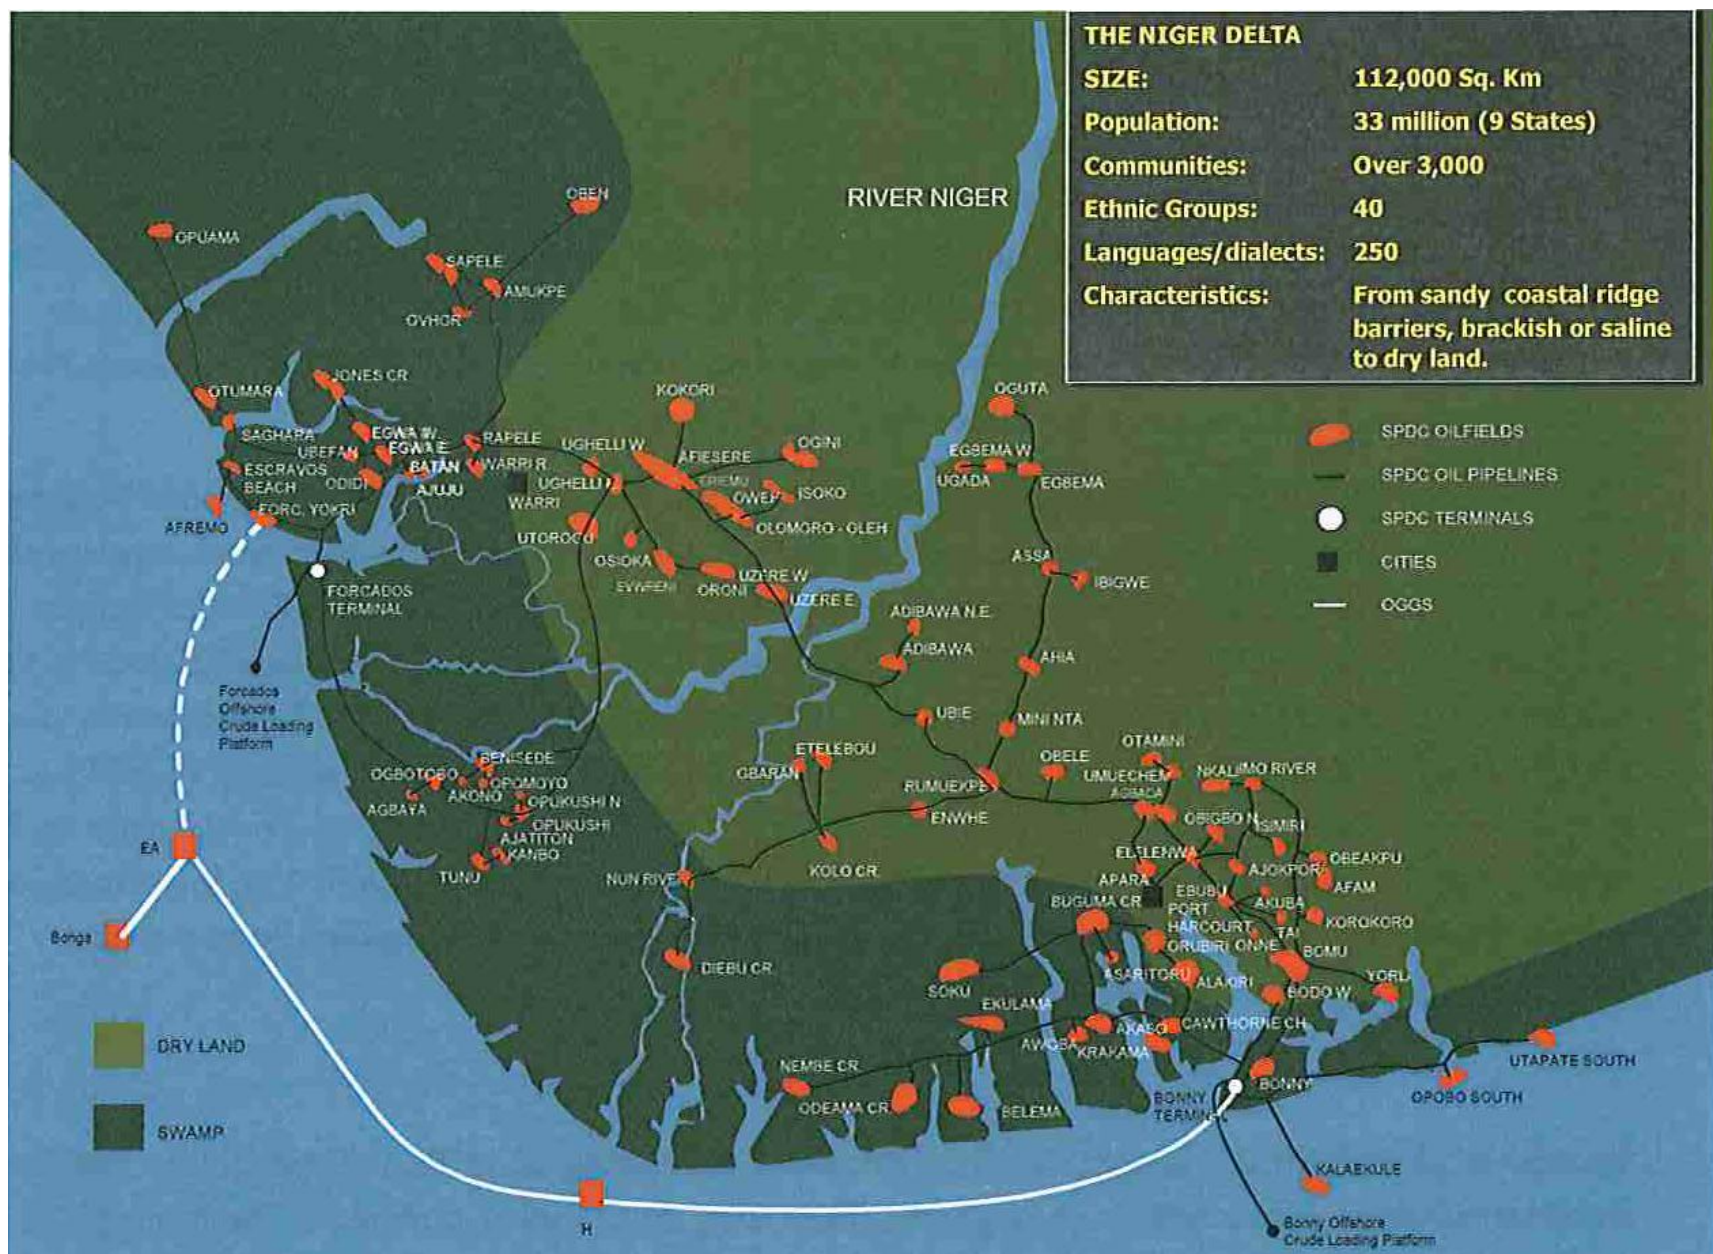 THE NIGER DELTA
SIZE: 112,000 Sq. Km
Population: 33 million (9 States)
Communities: Over 3,000
Ethnic Groups: 40
Languages/dialects: 250
Characteristics: From sandy coastal ridge
barriers, brackish or saline
to dry land.
RIVER NIGER
OBEN
OPUAMA
SAPELE
AMUKPE
OVHOR
JONES CR
OTUMARA
KOKORI
OGUTA
SPDC OILFIELDS
SAGHARA
EGWA W.
RAPELE
UGHELLI W.
OGINI
UBEFAN
EGWA E.
AFIESERE
EGBEMA W
SPDC OIL PIPELINES
ESCRAVOS
BEACH
BATAN
WARRI R.
UGHELLI
ERIEMU
UGADA
EGBEMA
ODIDI
AJUJU
WARRI
OWEH
ISOKO
FORC. YOKRI
AFREMO
OLOMORO - OLEH
SPDC TERMINALS
UTOROGU
OSIOKA
ASSA
CITIES
EVWRENI
ORONI
UZERE W
UZERE E.
IBIGWE
FORCADOS
TERMINAL
ADIBAWA N.E.
OGGS
ADIBAWA
AHIA
Forcados
Offshore
Crude Loading
Platform
UBIE
MINI NTA
BENISEDE
ETELEBOU
OBELE
OTAMINI
OGBOTOBO
OPOMOYO
GBARAN
RUMUEKPE
UMUECHEM
NKALI
IMO RIVER
AGBAYA
AKONO
OPUKUSHI N
AGBADA
OPUKUSHI
ENWHE
OBIGBO N.
ISIMIRI
AJATITON
EA
KANBO
ELELENWA
OBEAKPU
TUNU
NUN RIVER
KOLO CR.
APARA
AJOKPORI
AFAM
BUGUMA CR
EBUBU
AKUBA
PORT
HARCOURT
KOROKORO
Bonga
TAI
ORUBIRI
ONNE
BOMU
DIEBU CR.
ASARITORU
YORLA
SOKU
ALAKIRI
BODO W.
EKULAMA
AKASO
CAWTHORNE CH.
DRY LAND
AWOBA
KRAKAMA
UTAPATE SOUTH
NEMBE CR.
BONNY
ODEAMA CR.
BELEMA
BONNY
TERMINAL
OPOBO SOUTH
SWAMP
KALAEKULE
H
Bonny Offshore
Crude Loading Platform